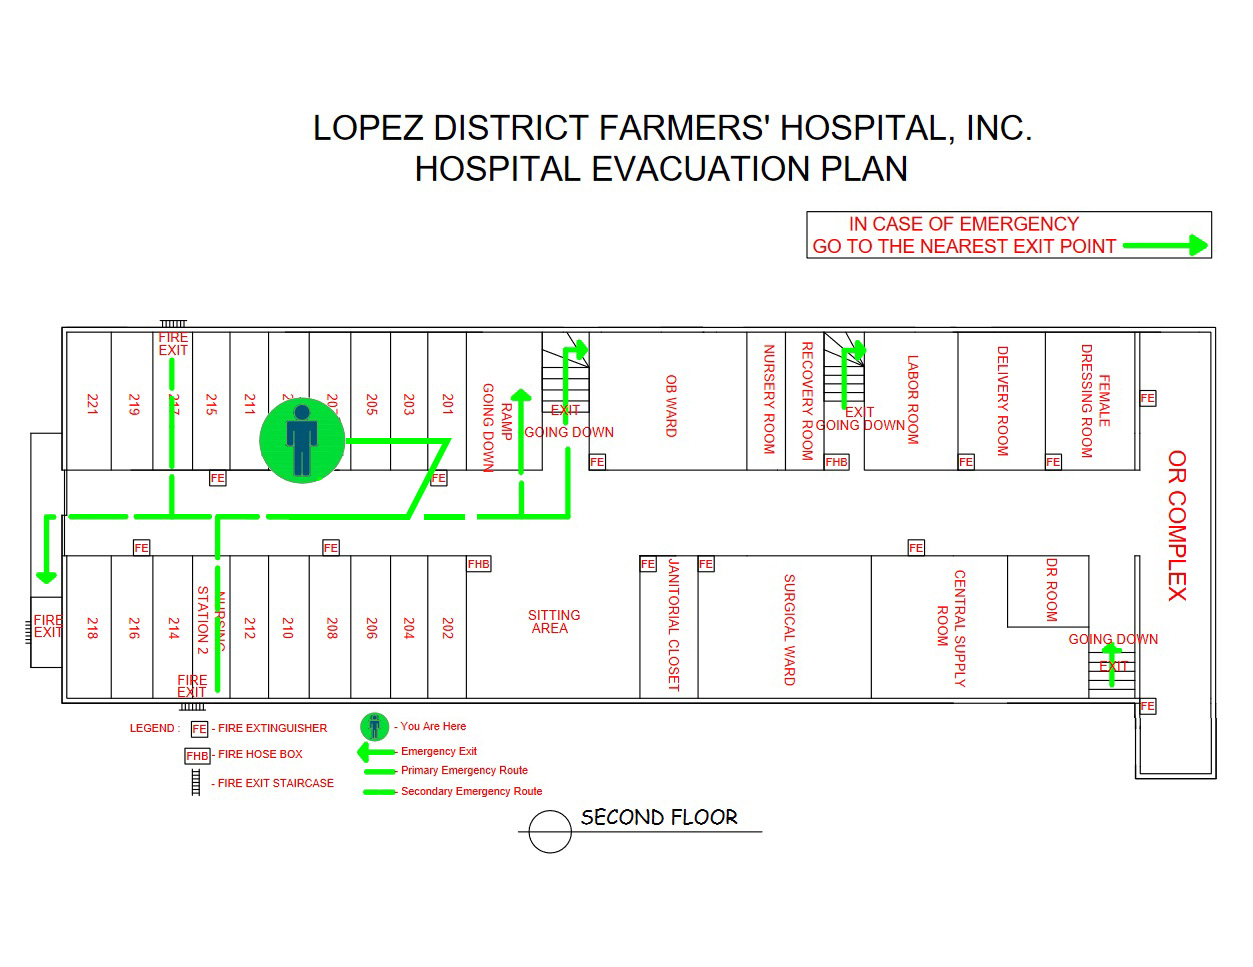 LOPEZ DISTRICT FARMERS' HOSPITAL, INC.
HOSPITAL EVACUATION PLAN
IN CASE OF EMERGENCY
GO TO THE NEAREST EXIT POINT
FIRE
EXIT
221
219
217
215
211
205
203
201
RAMP
GOING DOWN
EXIT
GOING DOWN
OB WARD
NURSERY ROOM
RECOVERY ROOM
EXIT
GOING DOWN
LABOR ROOM
DELIVERY ROOM
FEMALE
DRESSING ROOM
FE
FE
FE
FE
FHB
FE
FE
OR COMPLEX
FE
FE
FHB
FE
FE
FE
FIRE
EXIT
218
216
214
NURSING
STATION 2
212
210
208
206
204
202
SITTING
AREA
JANITORIAL CLOSET
SURGICAL WARD
CENTRAL SUPPLY
ROOM
DR ROOM
GOING DOWN
EXIT
FIRE
EXIT
FE
LEGEND :
FE - FIRE EXTINGUISHER
FHB - FIRE HOSE BOX
- FIRE EXIT STAIRCASE
- You Are Here
- Emergency Exit
- Primary Emergency Route
- Secondary Emergency Route
SECOND FLOOR